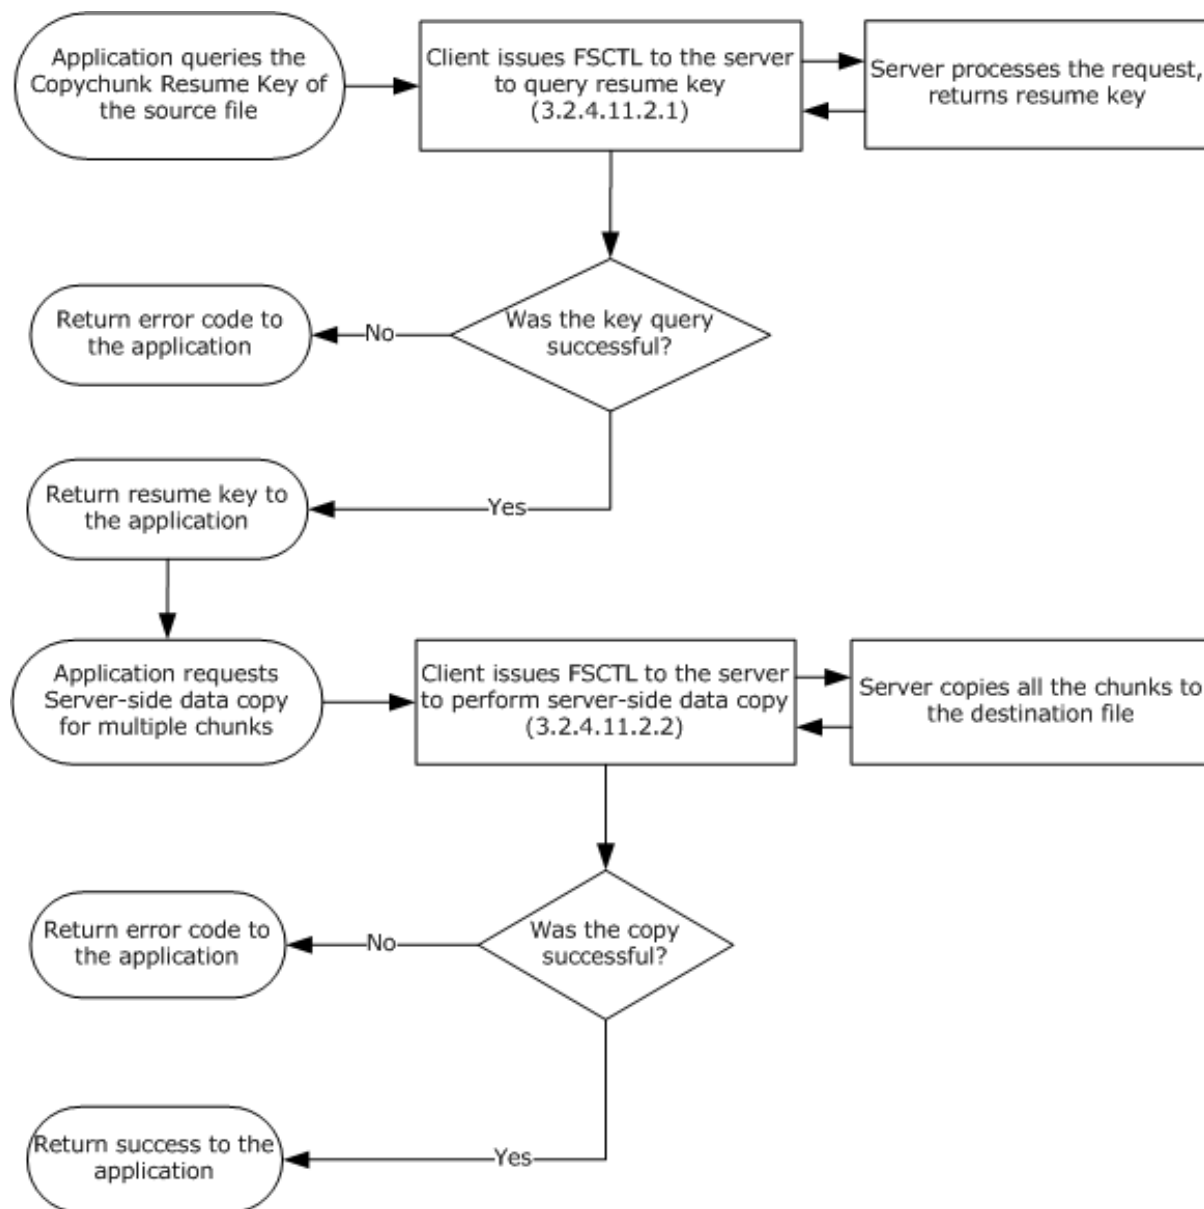 Application queries the
Copychunk Resume Key of
the source file
Client issues FSCTL to the server
to query resume key
(3.2.4.11.2.1)
Server processes the request,
returns resume key
Was the key query
successful?
No
Return error code to
the application
Yes
Return resume key to
the application
Application requests
Server-side data copy
for multiple chunks
Client issues FSCTL to the server
to perform server-side data copy
(3.2.4.11.2.2)
Server copies all the chunks to
the destination file
Was the copy
successful?
No
Return error code to
the application
Yes
Return success to the
application